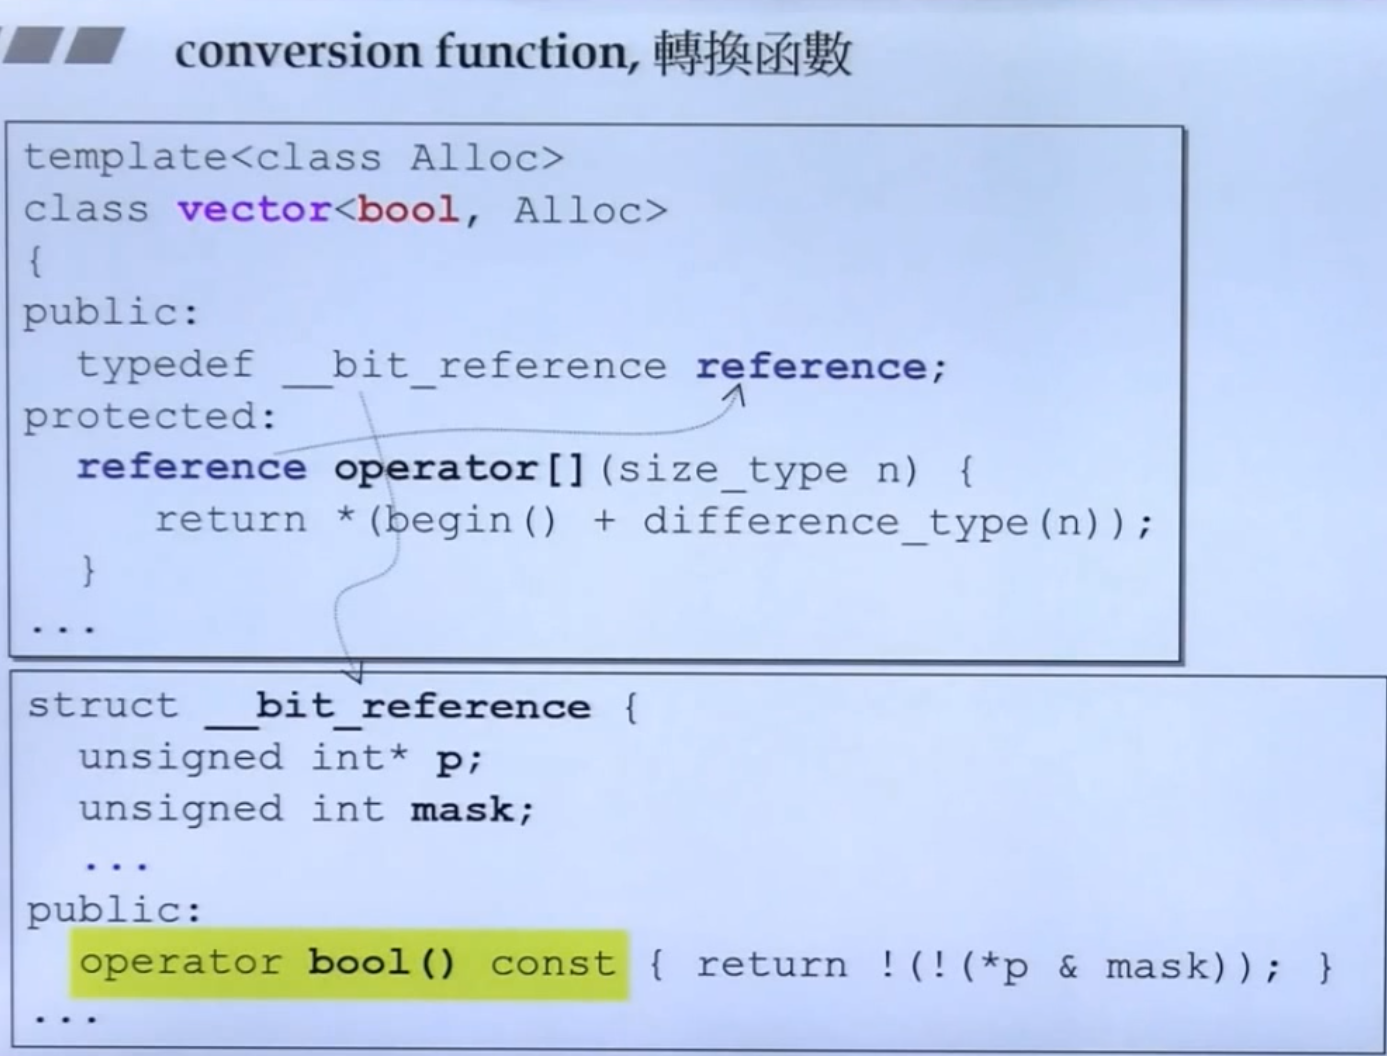 conversion function, 轉換函數
template<class Alloc>
class vector<bool, Alloc>
{
public:
  typedef __bit_reference reference;
protected:
  reference operator[](size_type n) {
     return *(begin() + difference_type(n));
  }
...
struct __bit_reference {
  unsigned int* p;
  unsigned int mask;
  ...
public:
  operator bool() const { return !(!(*p & mask)); }
...